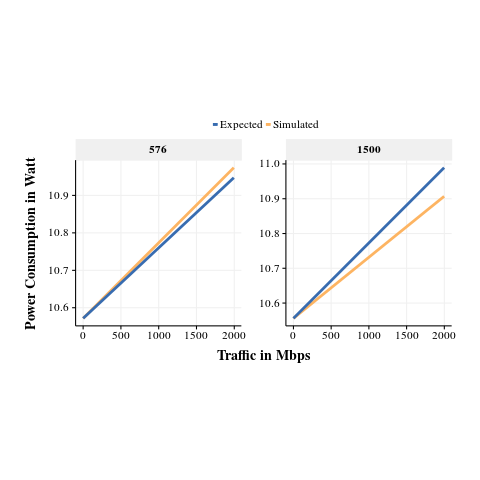 Expected Simulated
576
1500
Power Consumption in Watt
10.9
10.8
10.7
10.6
11.0
10.9
10.8
10.7
10.6
0 500 1000 1500 2000
0 500 1000 1500 2000
Traffic in Mbps